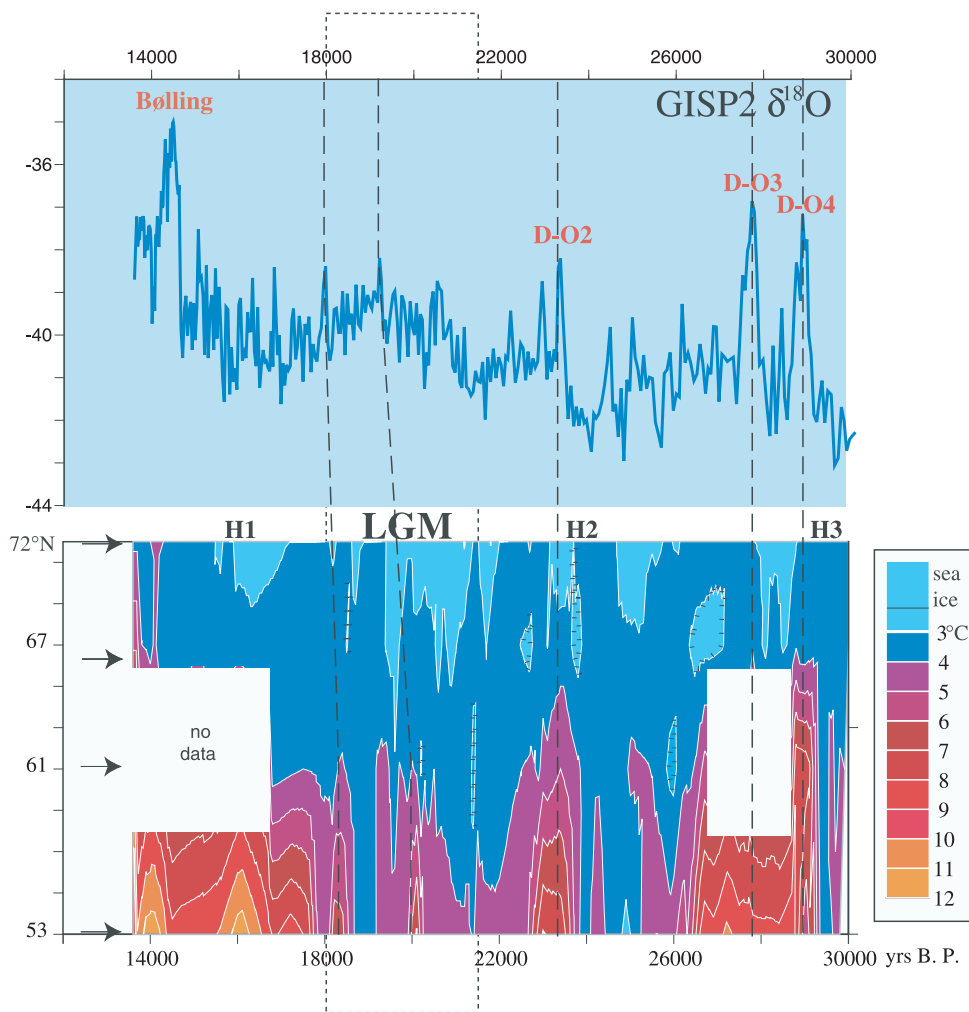 14000 18000 22000 26000 30000
Bølling
GISP2 δ¹⁸O
-36
D-O3
D-O4
D-O2
-40
-44
H1 LGM H2 H3
72°N
67
no
data
61
53
14000 18000 22000 26000 30000 yrs B. P.
sea
ice
3°C
4
5
6
7
8
9
10
11
12